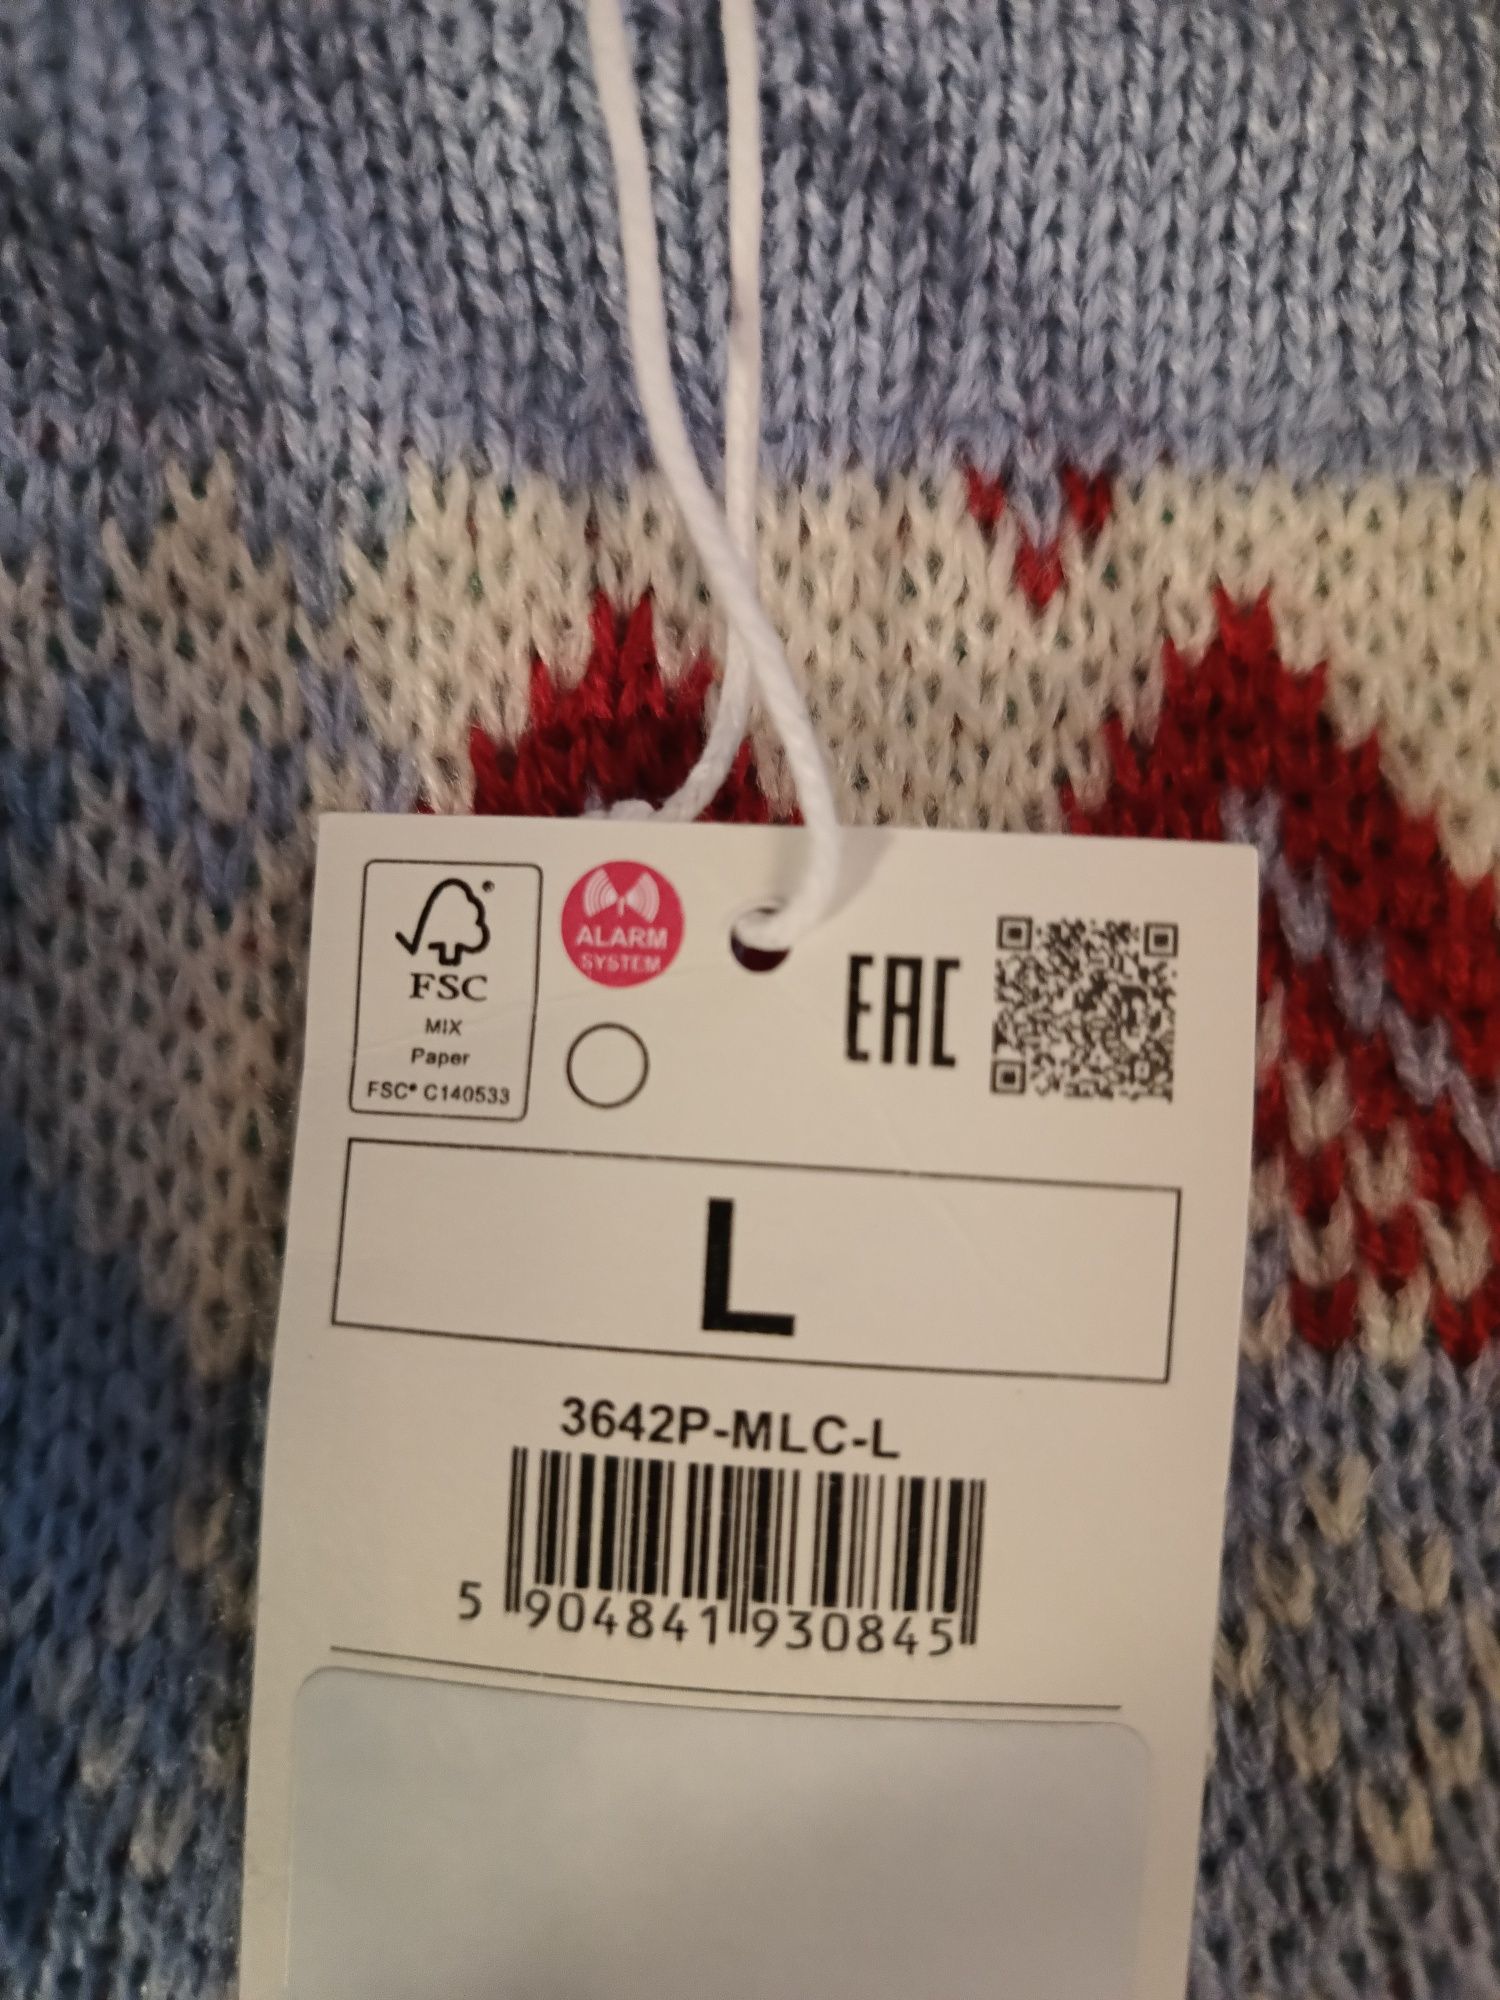 FSC
MIX
Paper
FSC® C140533
ALARM
SYSTEM
EAC
L
3642P-MLC-L
5 904841 930845